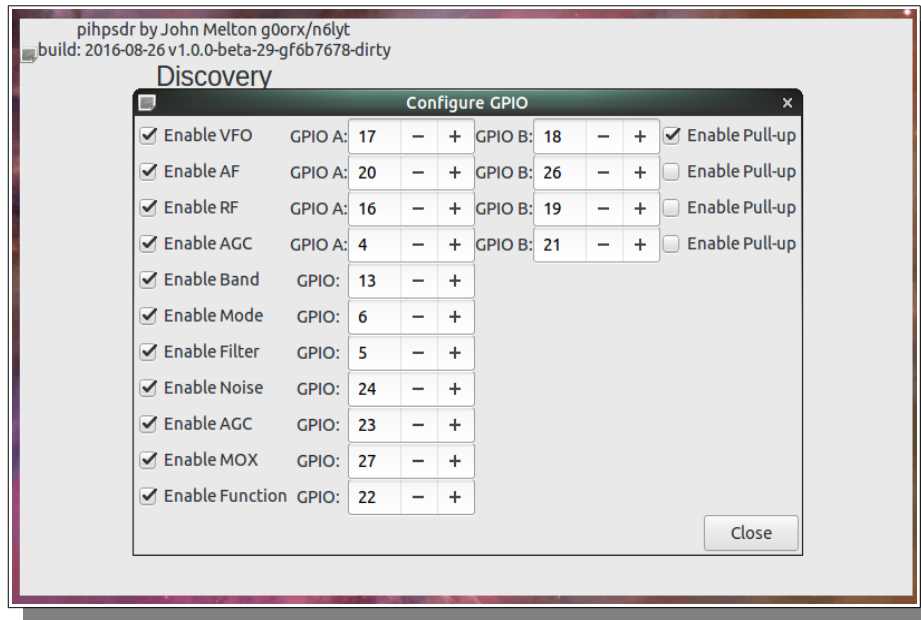 pihpsdr by John Melton g0orx/n6lyt
build: 2016-08-26 v1.0.0-beta-29-gf6b7678-dirty
Discovery
Configure GPIO
Enable VFO GPIO A: 17 GPIO B: 18 Enable Pull-up
Enable AF GPIO A: 20 GPIO B: 26 Enable Pull-up
Enable RF GPIO A: 16 GPIO B: 19 Enable Pull-up
Enable AGC GPIO A: 4 GPIO B: 21 Enable Pull-up
Enable Band GPIO: 13
Enable Mode GPIO: 6
Enable Filter GPIO: 5
Enable Noise GPIO: 24
Enable AGC GPIO: 23
Enable MOX GPIO: 27
Enable Function GPIO: 22
Close